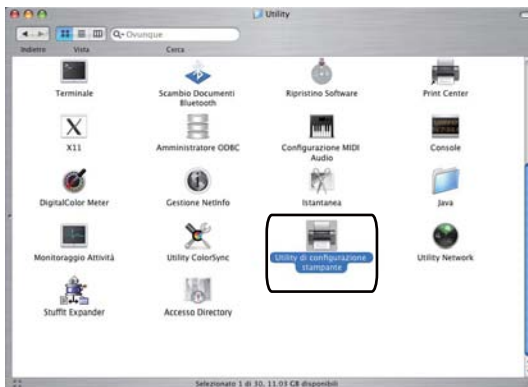 Utility
Q- Ovunque
Indietro Vista Cerca
Terminale
Scambio Documenti
Bluetooth
Ripristino Software
Print Center
X11
Amministratore ODBC
Configurazione MIDI
Audio
Console
DigitalColor Meter
Gestione NetInfo
Istantanea
Java
Monitoraggio Attività
Utility ColorSync
Utility di configurazione
stampante
Utility Network
StuffIt Expander
Accesso Directory
Selezionato 1 di 30, 11.03 GB disponibili